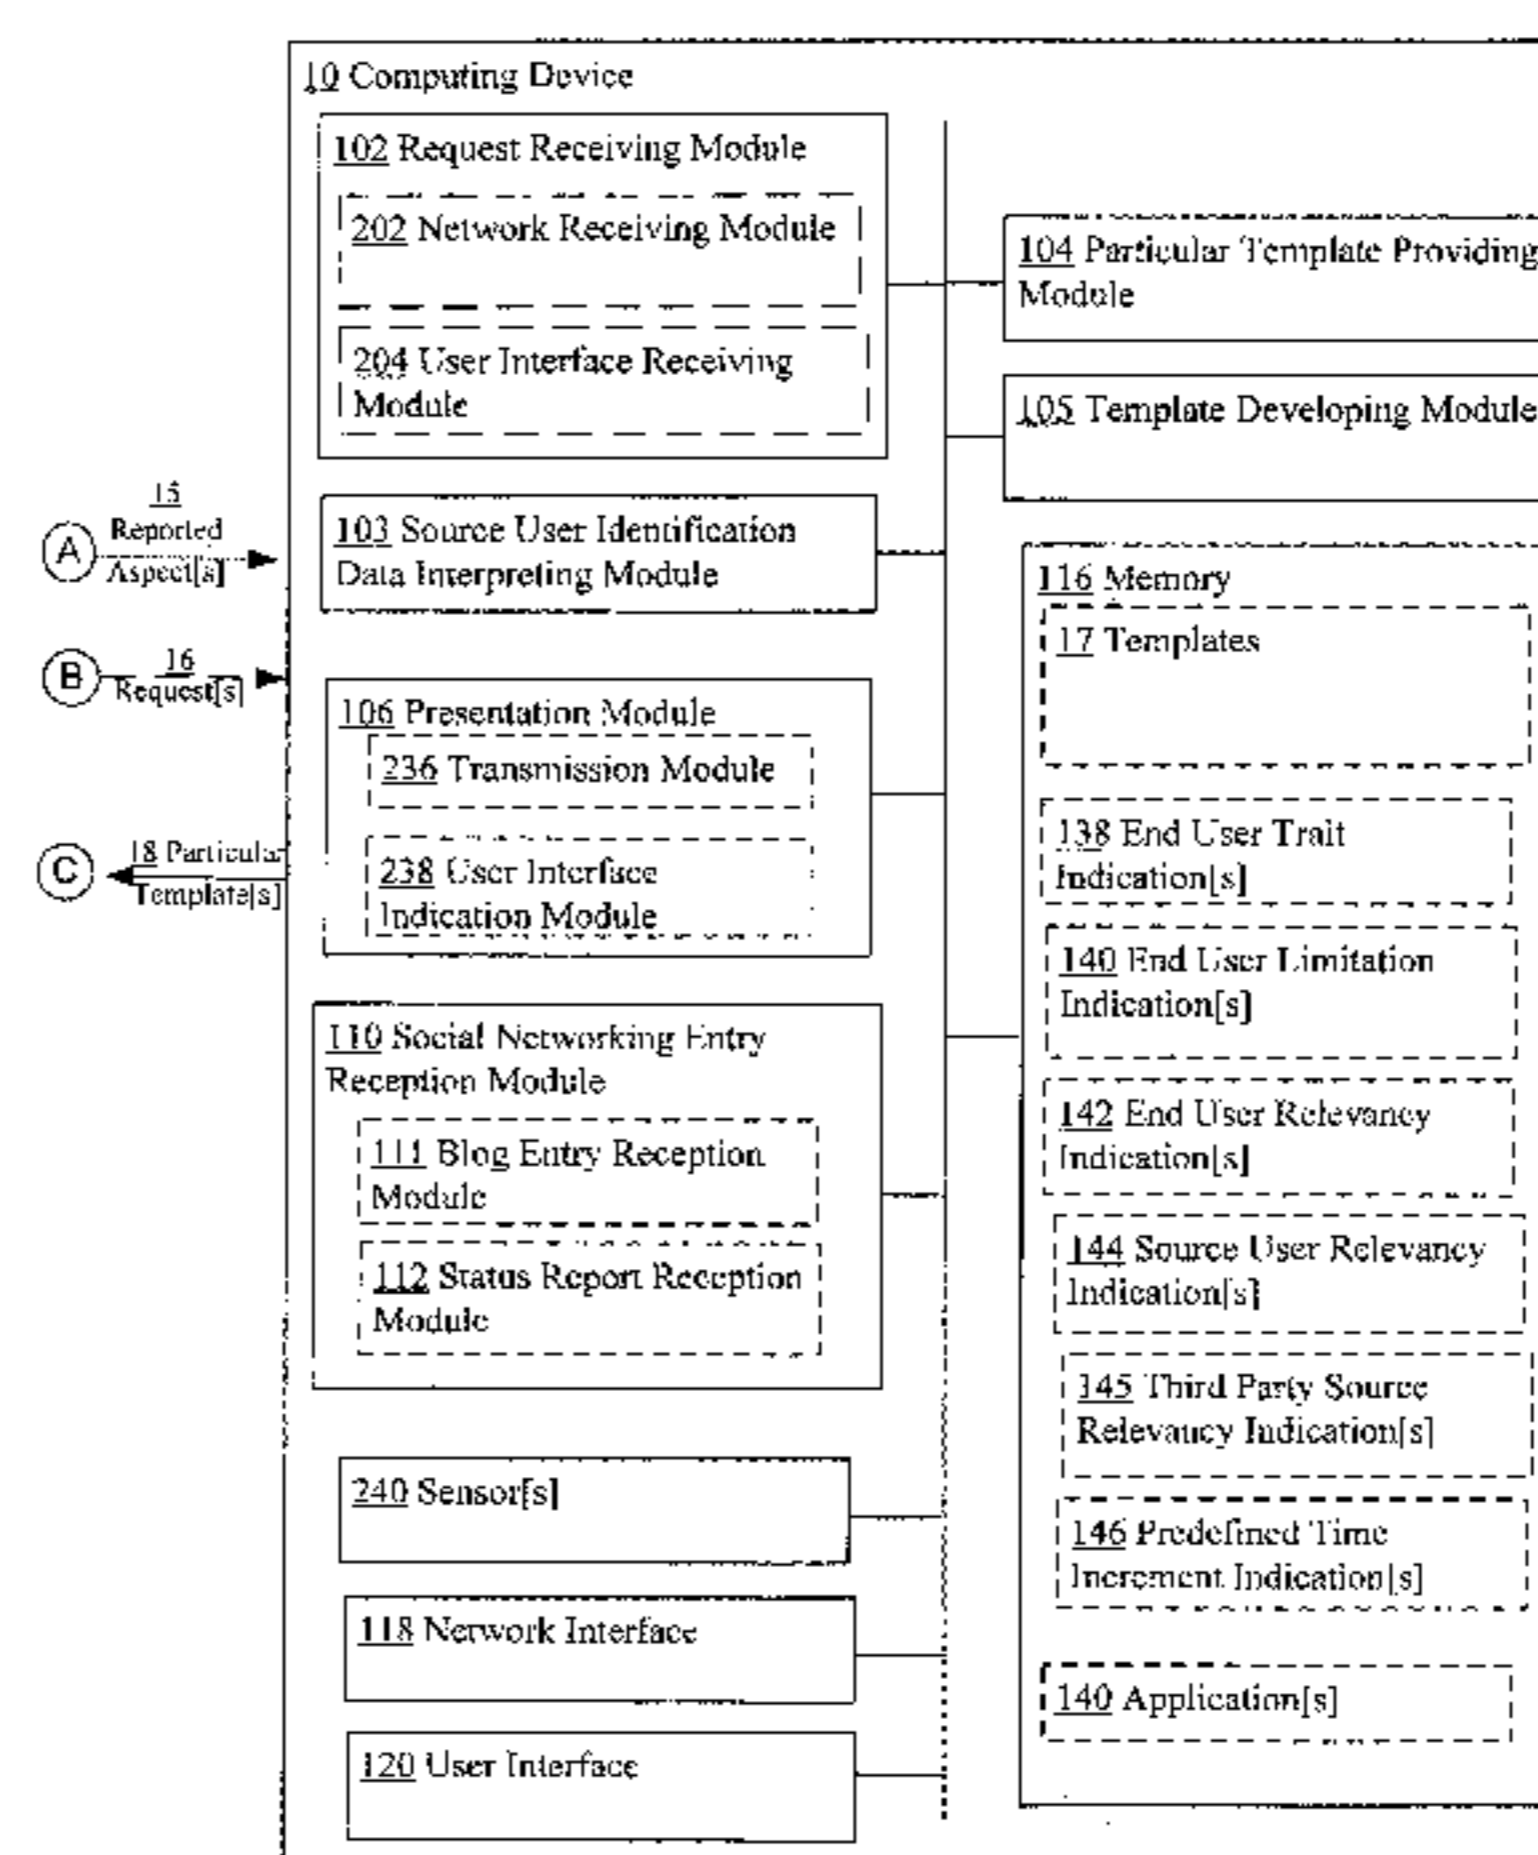 10 Computing Device
102 Request Receiving Module
202 Network Receiving Module
204 User Interface Receiving
Module
15
Reported
Aspect[s]
A
103 Source User Identification
Data Interpreting Module
16
Request[s]
B
106 Presentation Module
236 Transmission Module
238 User Interface
Indication Module
18 Particular
Template[s]
C
110 Social Networking Entry
Reception Module
111 Blog Entry Reception
Module
112 Status Report Reception
Module
240 Sensor[s]
118 Network Interface
120 User Interface
104 Particular Template Providing
Module
105 Template Developing Module
116 Memory
17 Templates
138 End User Trait
Indication[s]
140 End User Limitation
Indication[s]
142 End User Relevancy
Indication[s]
144 Source User Relevancy
Indication[s]
145 Third Party Source
Relevancy Indication[s]
146 Predefined Time
Increment Indication[s]
140 Application[s]